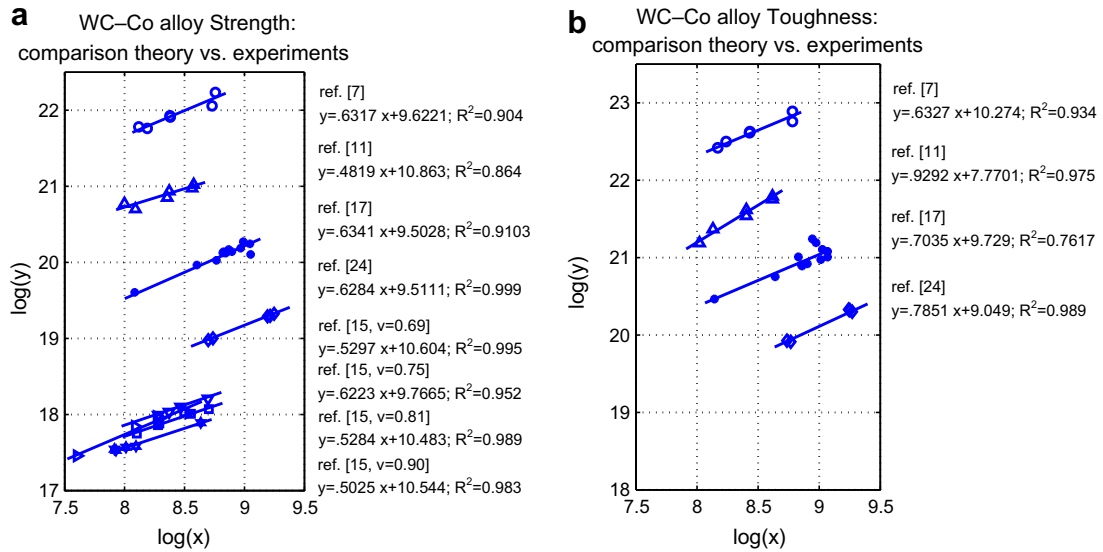 a
WC–Co alloy Strength:
comparison theory vs. experiments
22
21
20
19
18
17
7.5 8 8.5 9 9.5
log(y)
log(x)
ref. [7]
y=.6317 x+9.6221; R²=0.904
ref. [11]
y=.4819 x+10.863; R²=0.864
ref. [17]
y=.6341 x+9.5028; R²=0.9103
ref. [24]
y=.6284 x+9.5111; R²=0.999
ref. [15, v=0.69]
y=.5297 x+10.604; R²=0.995
ref. [15, v=0.75]
y=.6223 x+9.7665; R²=0.952
ref. [15, v=0.81]
y=.5284 x+10.483; R²=0.989
ref. [15, v=0.90]
y=.5025 x+10.544; R²=0.983
b
WC–Co alloy Toughness:
comparison theory vs. experiments
23
22
21
20
19
18
7.5 8 8.5 9 9.5
log(y)
log(x)
ref. [7]
y=.6327 x+10.274; R²=0.934
ref. [11]
y=.9292 x+7.7701; R²=0.975
ref. [17]
y=.7035 x+9.729; R²=0.7617
ref. [24]
y=.7851 x+9.049; R²=0.989